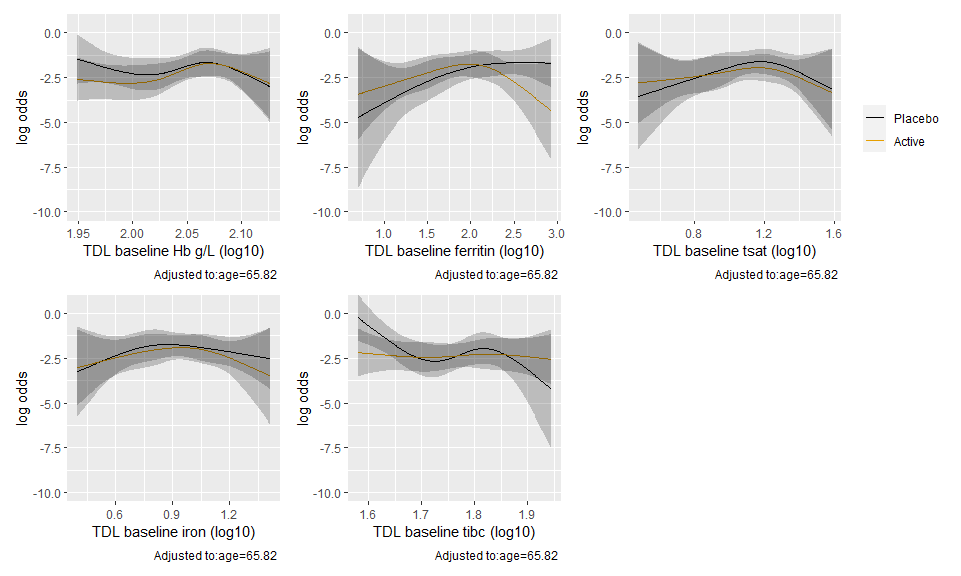 0.0
-2.5
-5.0
-7.5
-10.0
log odds
1.95 2.00 2.05 2.10
TDL baseline Hb g/L (log10)
Adjusted to:age=65.82
0.0
-2.5
-5.0
-7.5
-10.0
log odds
1.0 1.5 2.0 2.5 3.0
TDL baseline ferritin (log10)
Adjusted to:age=65.82
0.0
-2.5
-5.0
-7.5
-10.0
log odds
0.8 1.2 1.6
TDL baseline tsat (log10)
Adjusted to:age=65.82
Placebo
Active
0.0
-2.5
-5.0
-7.5
-10.0
log odds
0.6 0.9 1.2
TDL baseline iron (log10)
Adjusted to:age=65.82
0.0
-2.5
-5.0
-7.5
-10.0
log odds
1.6 1.7 1.8 1.9
TDL baseline tibc (log10)
Adjusted to:age=65.82